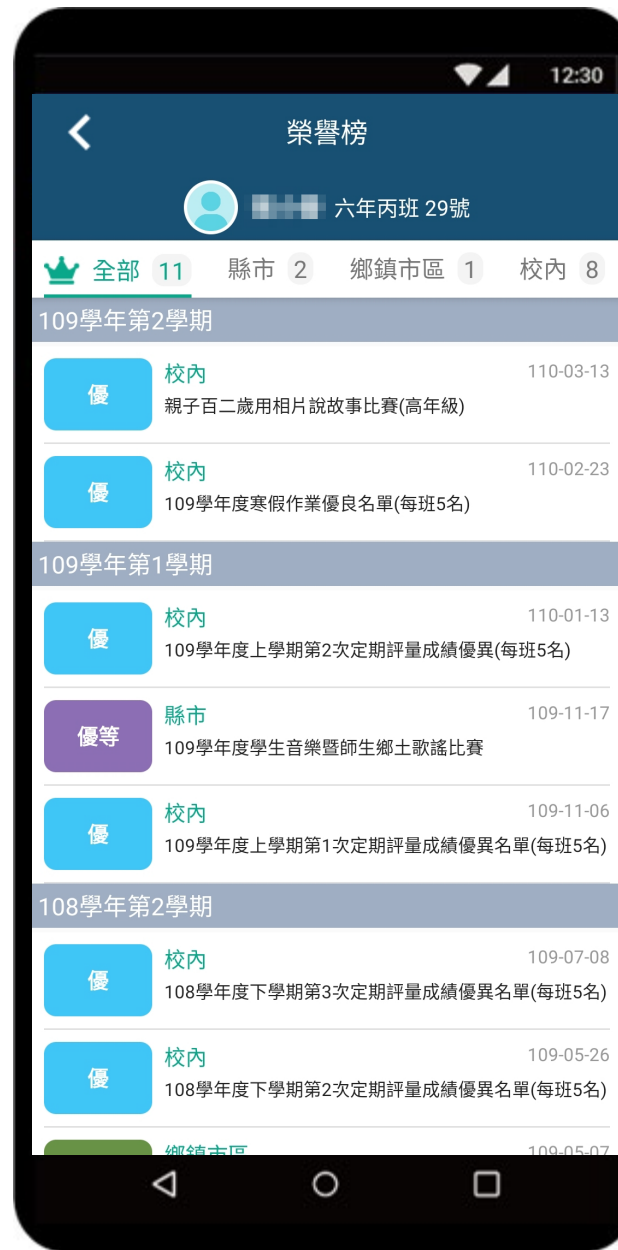 12:30
榮譽榜
六年丙班 29號
全部 11 縣市 2 鄉鎮市區 1 校內 8
109學年第2學期
優 校內 110-03-13
親子百二歲用相片說故事比賽(高年級)
優 校內 110-02-23
109學年度寒假作業優良名單(每班5名)
109學年第1學期
優 校內 110-01-13
109學年度上學期第2次定期評量成績優異(每班5名)
優等 縣市 109-11-17
109學年度學生音樂暨師生鄉土歌謠比賽
優 校內 109-11-06
109學年度上學期第1次定期評量成績優異名單(每班5名)
108學年第2學期
優 校內 109-07-08
108學年度下學期第3次定期評量成績優異名單(每班5名)
優 校內 109-05-26
108學年度下學期第2次定期評量成績優異名單(每班5名)
鄉鎮市區 109-05-07